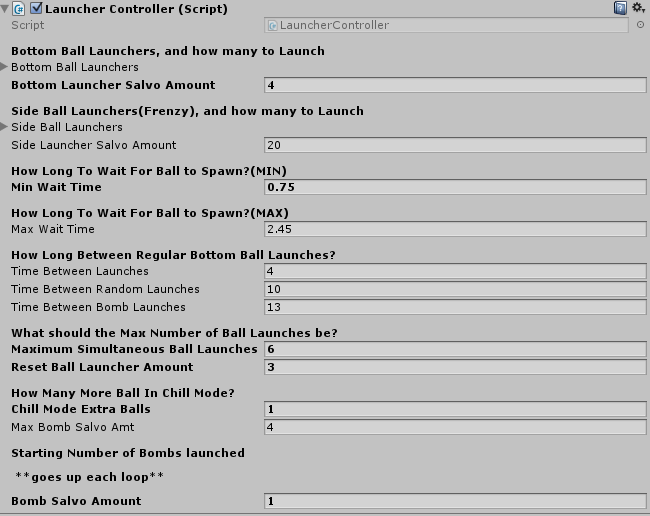 Launcher Controller (Script)
Script LauncherController
Bottom Ball Launchers, and how many to Launch
Bottom Ball Launchers
Bottom Launcher Salvo Amount 4
Side Ball Launchers(Frenzy), and how many to Launch
Side Ball Launchers
Side Launcher Salvo Amount 20
How Long To Wait For Ball to Spawn?(MIN)
Min Wait Time 0.75
How Long To Wait For Ball to Spawn?(MAX)
Max Wait Time 2.45
How Long Between Regular Bottom Ball Launches?
Time Between Launches 4
Time Between Random Launches 10
Time Between Bomb Launches 13
What should the Max Number of Ball Launches be?
Maximum Simultaneous Ball Launches 6
Reset Ball Launcher Amount 3
How Many More Ball In Chill Mode?
Chill Mode Extra Balls 1
Max Bomb Salvo Amt 4
Starting Number of Bombs launched
**goes up each loop**
Bomb Salvo Amount 1